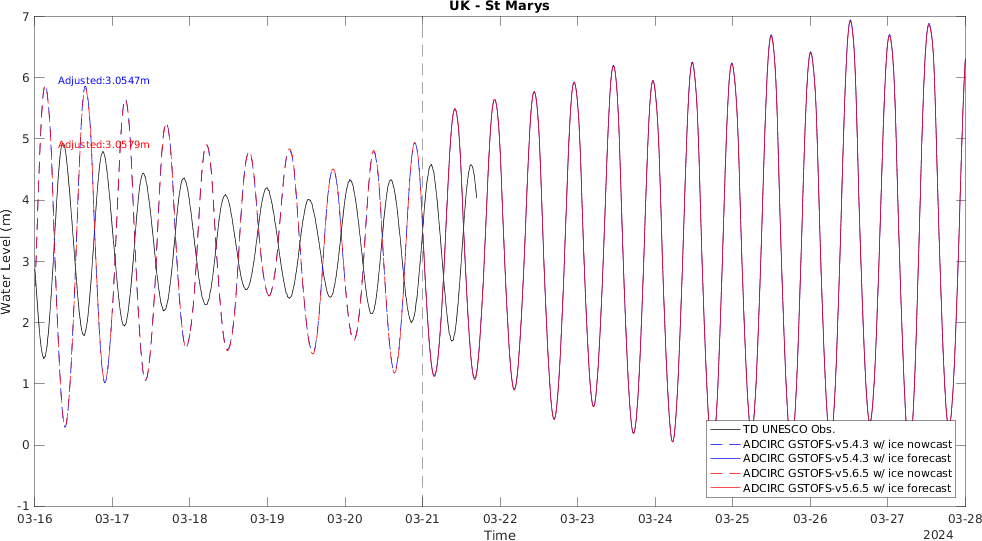 UK - St Marys
Water Level (m)
7
6
5
4
3
2
1
0
-1
Adjusted:3.0547m
Adjusted:3.0579m
TD UNESCO Obs.
ADCIRC GSTOFS-v5.4.3 w/ ice nowcast
ADCIRC GSTOFS-v5.4.3 w/ ice forecast
ADCIRC GSTOFS-v5.6.5 w/ ice nowcast
ADCIRC GSTOFS-v5.6.5 w/ ice forecast
03-16 03-17 03-18 03-19 03-20 03-21 03-22 03-23 03-24 03-25 03-26 03-27 03-28
Time
2024